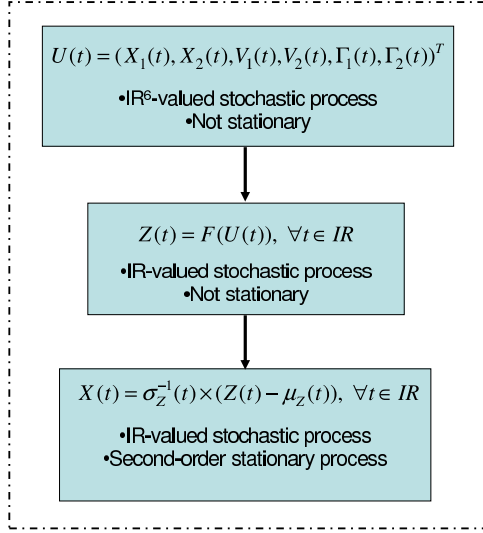 U(t) = (X₁(t), X₂(t), V₁(t), V₂(t), Γ₁(t), Γ₂(t))ᵀ
•IR⁶-valued stochastic process
•Not stationary
Z(t) = F(U(t)), ∀t ∈ IR
•IR-valued stochastic process
•Not stationary
X(t) = σ_Z⁻¹(t) × (Z(t) − μ_Z(t)), ∀t ∈ IR
•IR-valued stochastic process
•Second-order stationary process